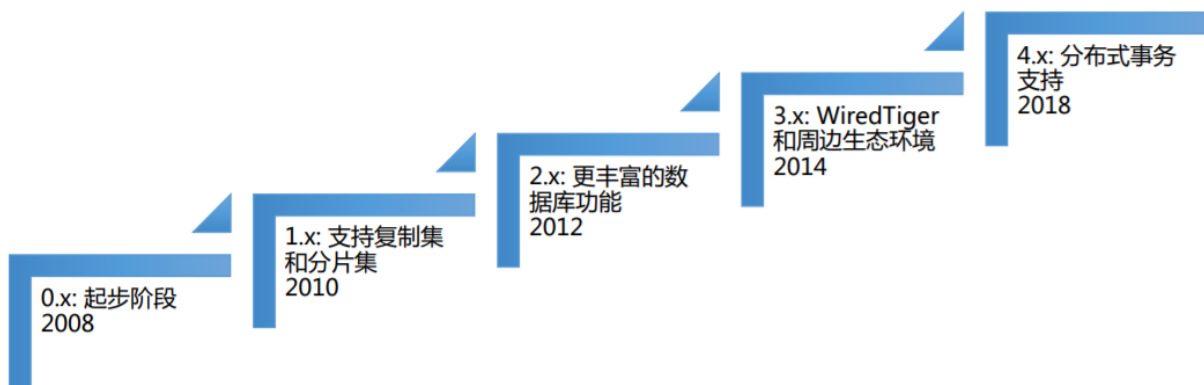 0.x: 起步阶段
2008
1.x: 支持复制集
和分片集
2010
2.x: 更丰富的数
据库功能
2012
3.x: WiredTiger
和周边生态环境
2014
4.x: 分布式事务
支持
2018